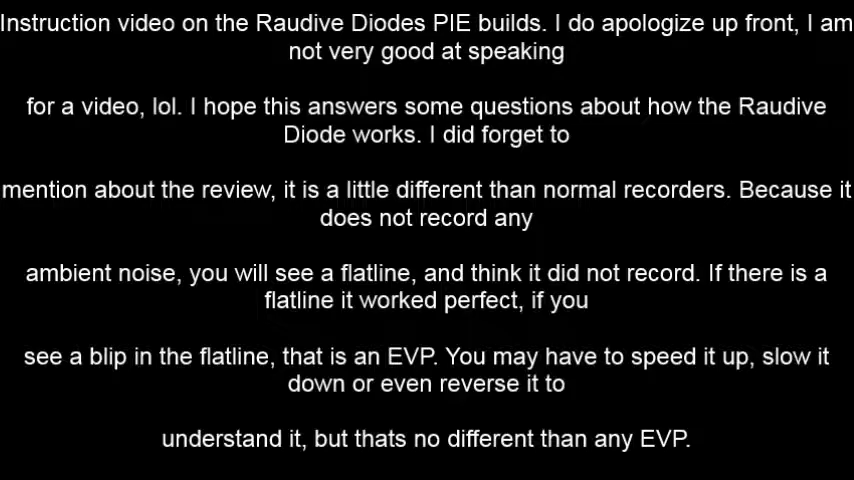 Instruction video on the Raudive Diodes PIE builds. I do apologize up front, I am
not very good at speaking
for a video, lol. I hope this answers some questions about how the Raudive
Diode works. I did forget to
mention about the review, it is a little different than normal recorders. Because it
does not record any
ambient noise, you will see a flatline, and think it did not record. If there is a
flatline it worked perfect, if you
see a blip in the flatline, that is an EVP. You may have to speed it up, slow it
down or even reverse it to
understand it, but thats no different than any EVP.